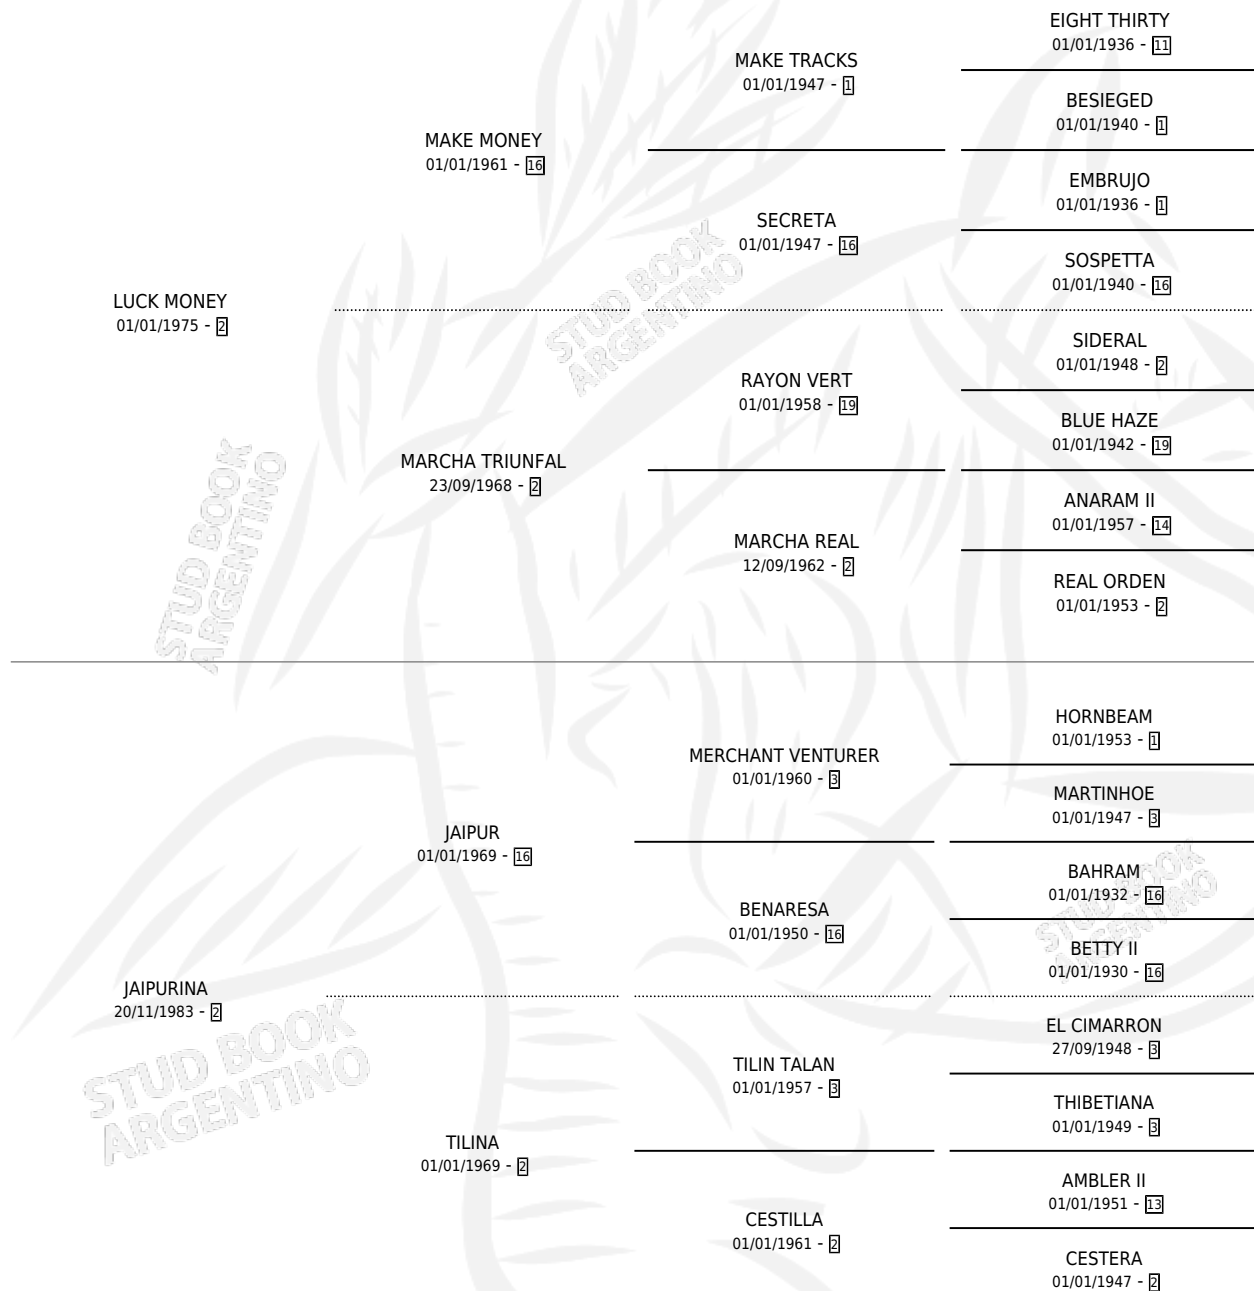 EIGHT THIRTY
01/01/1936 - 11
MAKE TRACKS
01/01/1947 - 1
BESIEGED
01/01/1940 - 1
MAKE MONEY
01/01/1961 - 16
EMBRUJO
01/01/1936 - 1
SECRETA
01/01/1947 - 16
SOSPETTA
01/01/1940 - 16
LUCK MONEY
01/01/1975 - 2
STUD BOOK
ARGENTINO
SIDERAL
01/01/1948 - 2
RAYON VERT
01/01/1958 - 19
BLUE HAZE
01/01/1942 - 19
MARCHA TRIUNFAL
23/09/1968 - 2
STUD BOOK
ARGENTINO
ANARAM II
01/01/1957 - 14
MARCHA REAL
12/09/1962 - 2
REAL ORDEN
01/01/1953 - 2
HORNBEAM
01/01/1953 - 1
MERCHANT VENTURER
01/01/1960 - 3
MARTINHOE
01/01/1947 - 3
JAIPUR
01/01/1969 - 16
BAHRAM
01/01/1932 - 16
STUD BOOK
ARGENTINO
BENARESA
01/01/1950 - 16
BETTY II
01/01/1930 - 16
JAIPURINA
20/11/1983 - 2
STUD BOOK
ARGENTINO
EL CIMARRON
27/09/1948 - 3
TILIN TALAN
01/01/1957 - 3
THIBETIANA
01/01/1949 - 3
TILINA
01/01/1969 - 2
AMBLER II
01/01/1951 - 13
CESTILLA
01/01/1961 - 2
CESTERA
01/01/1947 - 2